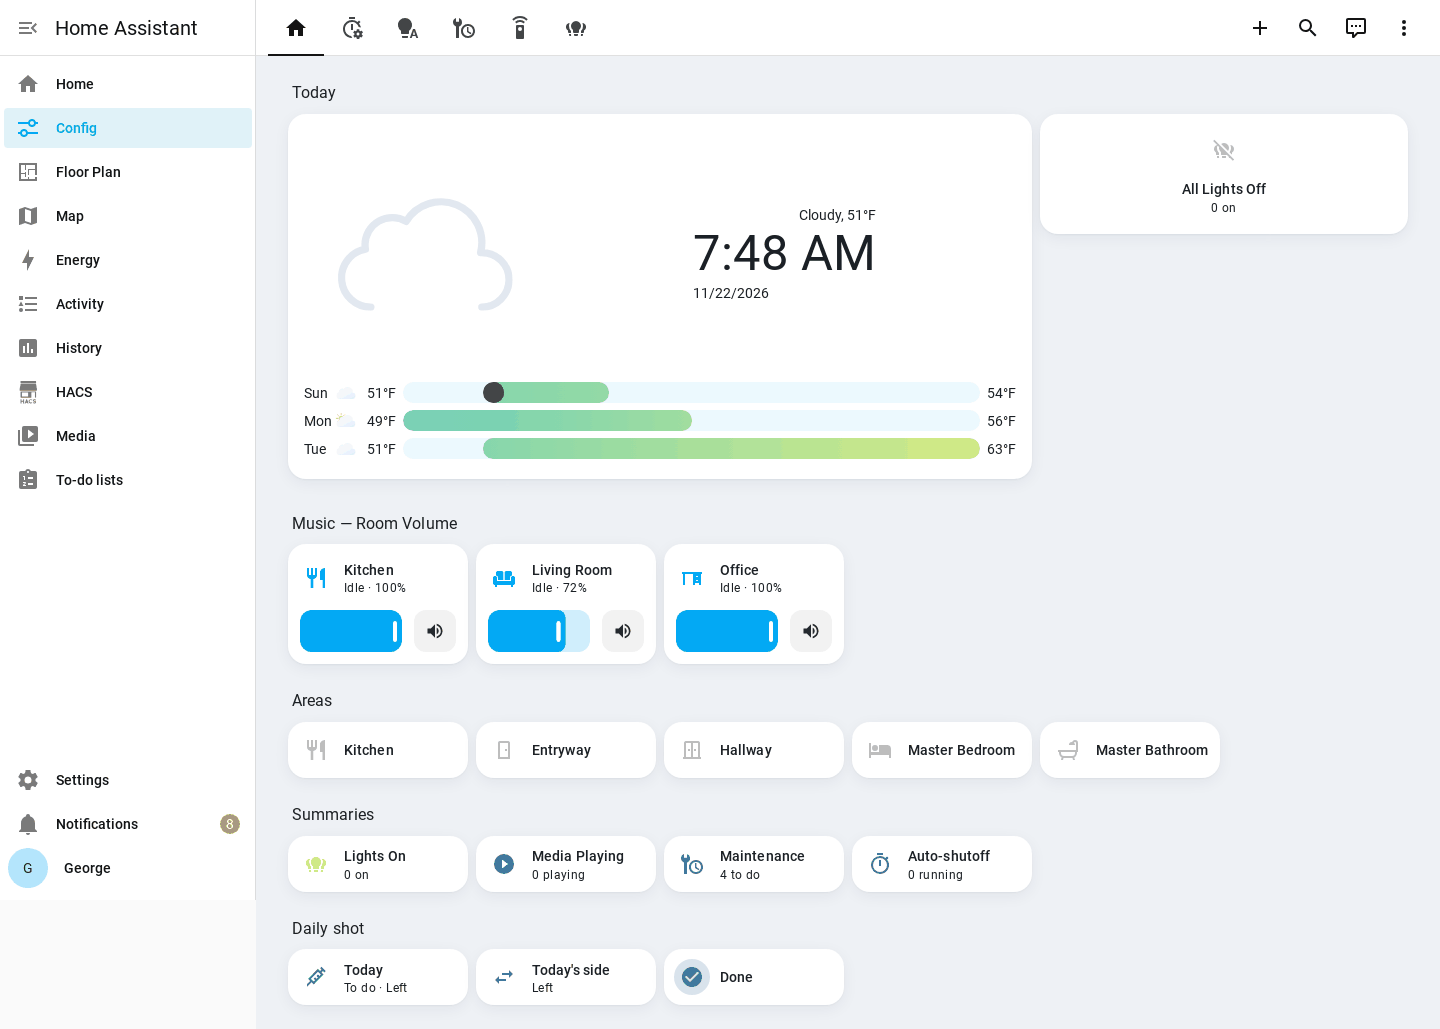 Home Assistant
Home
Config
Floor Plan
Map
Energy
Activity
History
HACS
HACS
Media
To-do lists
Settings
Notifications
8
G
George
A
Today
Cloudy, 51°F
7:48 AM
11/22/2026
Sun 51°F 54°F
Mon 49°F 56°F
Tue 51°F 63°F
All Lights Off
0 on
Music — Room Volume
Kitchen
Idle · 100%
Living Room
Idle · 72%
Office
Idle · 100%
Areas
Kitchen
Entryway
Hallway
Master Bedroom
Master Bathroom
Summaries
Lights On
0 on
Media Playing
0 playing
Maintenance
4 to do
Auto-shutoff
0 running
Daily shot
Today
To do · Left
Today's side
Left
Done